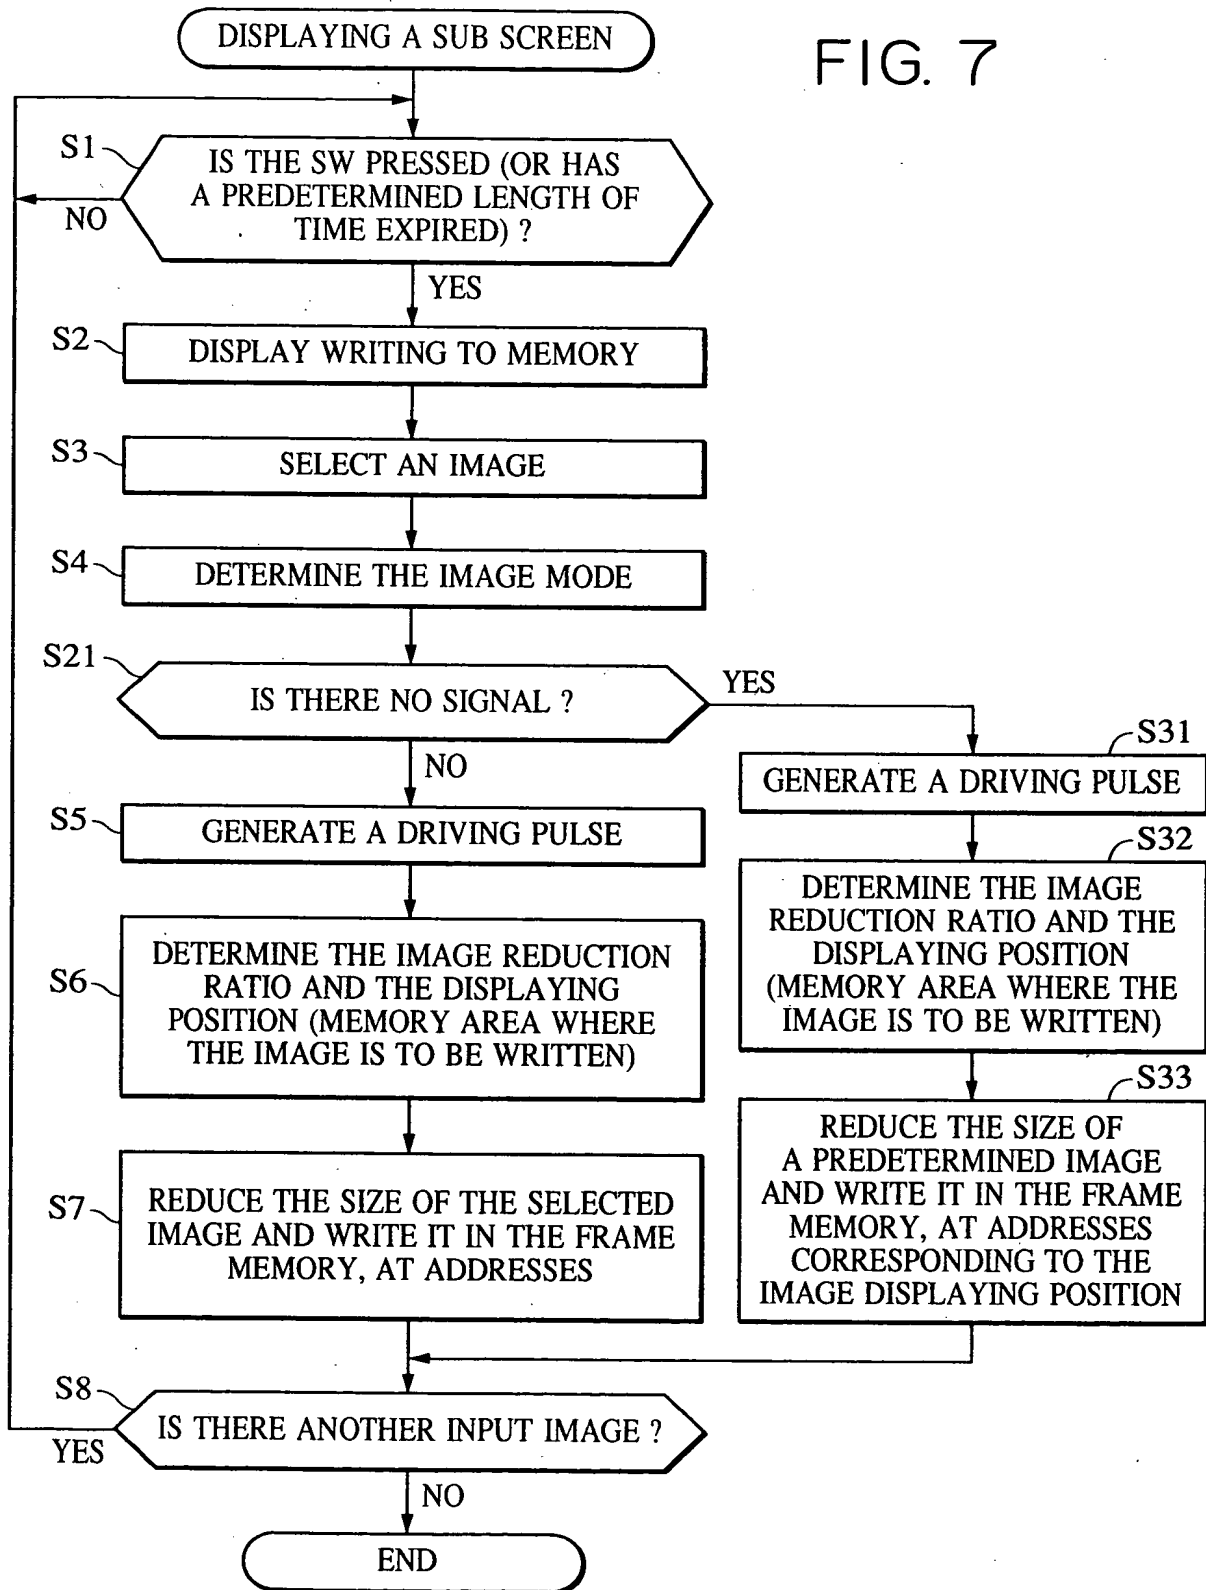 DISPLAYING A SUB SCREEN
FIG. 7
S1
IS THE SW PRESSED (OR HAS
A PREDETERMINED LENGTH OF
TIME EXPIRED) ?
NO
YES
S2
DISPLAY WRITING TO MEMORY
S3
SELECT AN IMAGE
S4
DETERMINE THE IMAGE MODE
S21
IS THERE NO SIGNAL ?
YES
NO
S5
GENERATE A DRIVING PULSE
S6
DETERMINE THE IMAGE REDUCTION
RATIO AND THE DISPLAYING
POSITION (MEMORY AREA WHERE
THE IMAGE IS TO BE WRITTEN)
S7
REDUCE THE SIZE OF THE SELECTED
IMAGE AND WRITE IT IN THE FRAME
MEMORY, AT ADDRESSES
S31
GENERATE A DRIVING PULSE
S32
DETERMINE THE IMAGE
REDUCTION RATIO AND THE
DISPLAYING POSITION
(MEMORY AREA WHERE THE
IMAGE IS TO BE WRITTEN)
S33
REDUCE THE SIZE OF
A PREDETERMINED IMAGE
AND WRITE IT IN THE FRAME
MEMORY, AT ADDRESSES
CORRESPONDING TO THE
IMAGE DISPLAYING POSITION
S8
IS THERE ANOTHER INPUT IMAGE ?
YES
NO
END